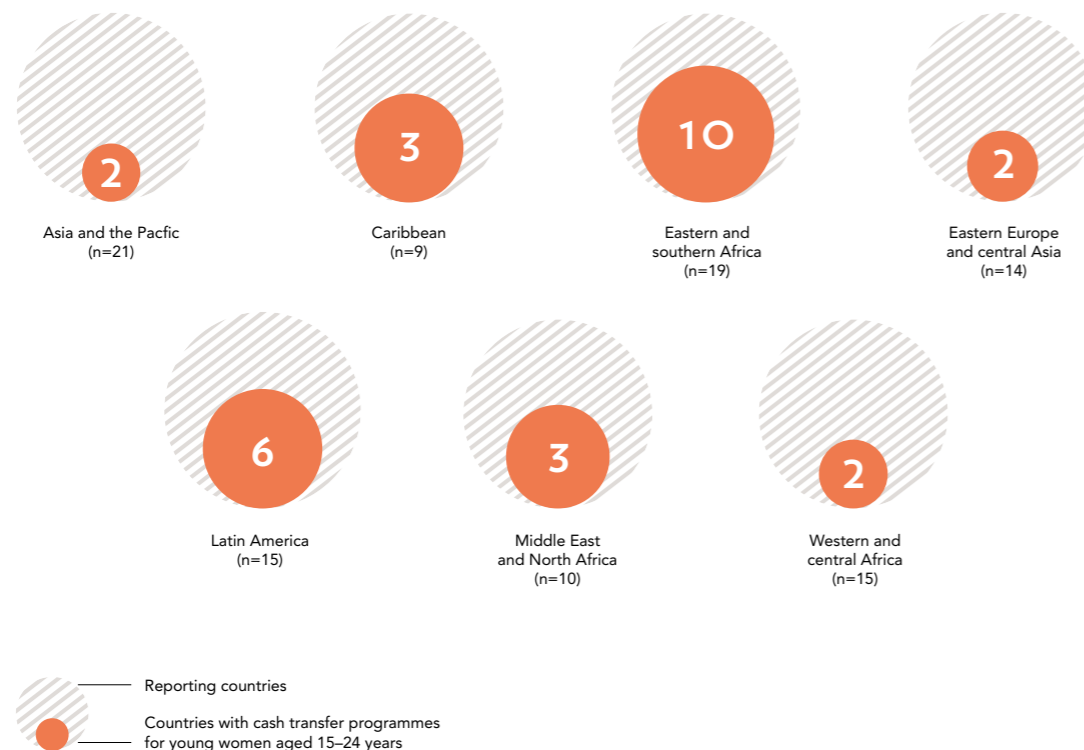 2
3
10
2
Asia and the Pacfic
(n=21)
Caribbean
(n=9)
Eastern and
southern Africa
(n=19)
Eastern Europe
and central Asia
(n=14)
6
3
2
Latin America
(n=15)
Middle East
and North Africa
(n=10)
Western and
central Africa
(n=15)
Reporting countries
Countries with cash transfer programmes
for young women aged 15–24 years